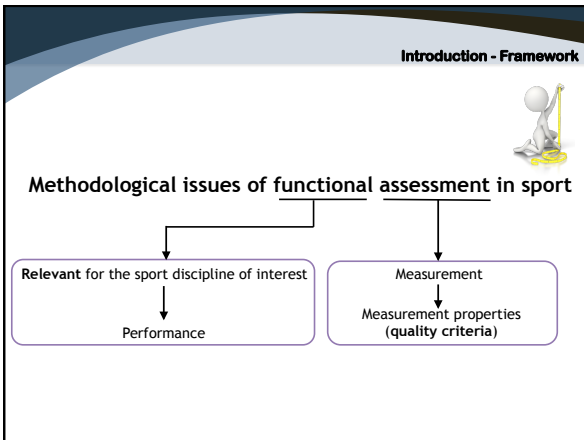 Introduction - Framework
Methodological issues of functional assessment in sport
Relevant for the sport discipline of interest
Performance
Measurement
Measurement properties
(quality criteria)